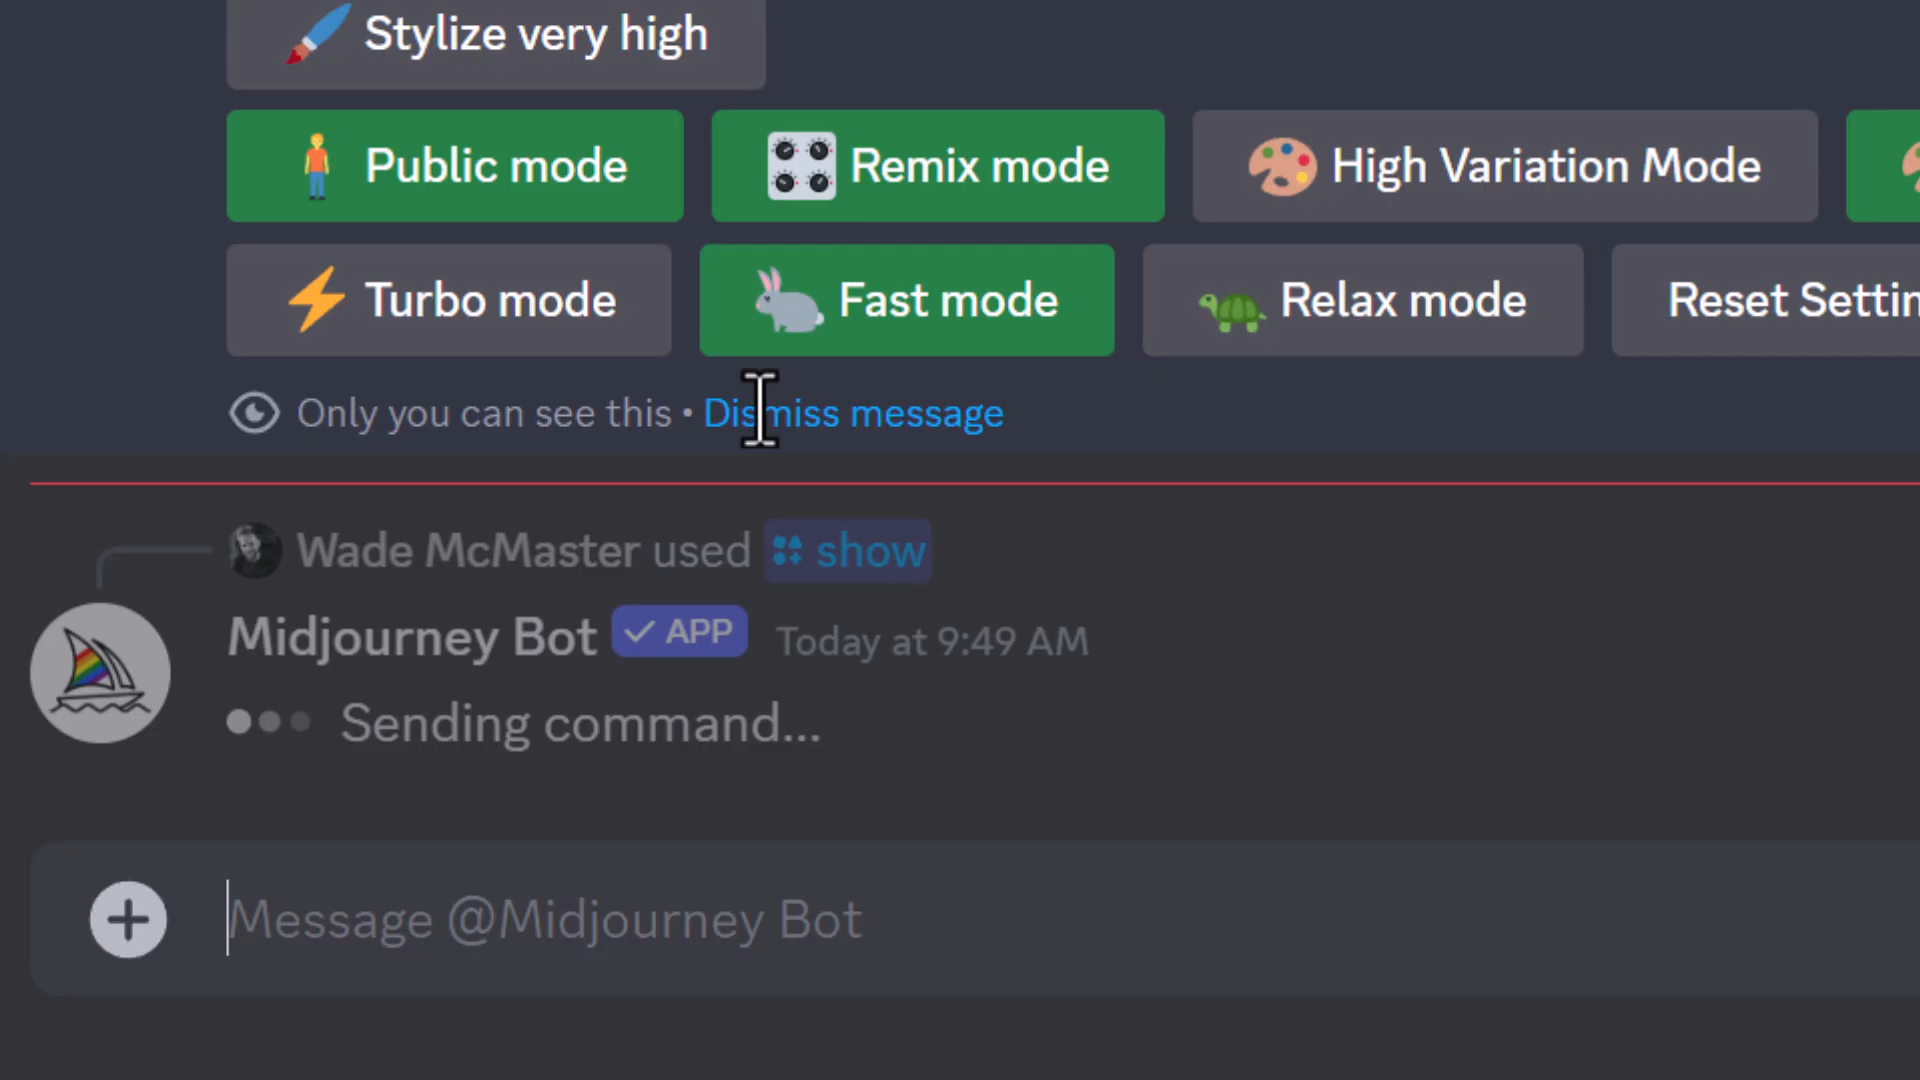 Stylize very high
Public mode Remix mode High Variation Mode
Turbo mode Fast mode Relax mode Reset Settin
Only you can see this • Dismiss message
Wade McMaster used show
Midjourney Bot APP Today at 9:49 AM
Sending command...
Message @Midjourney Bot